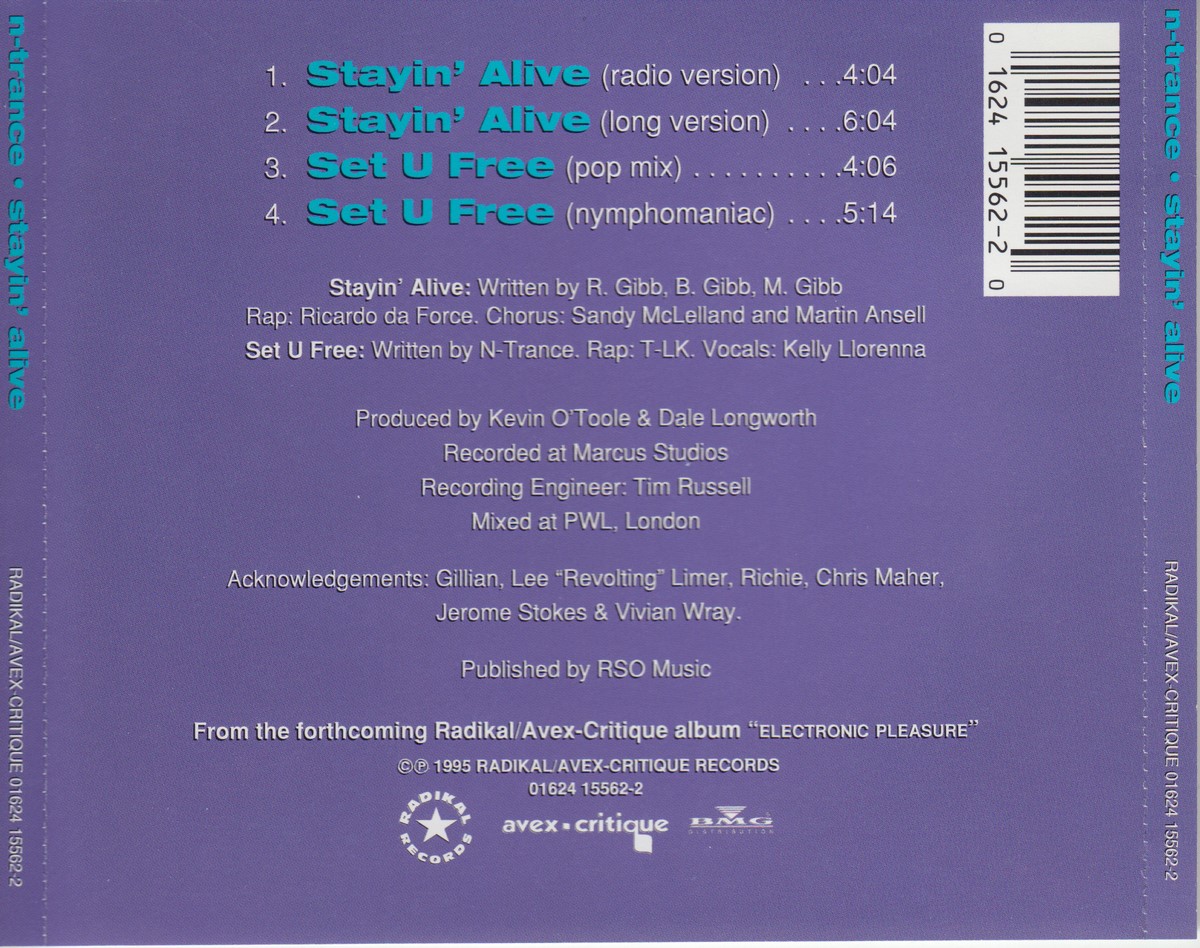 n-trance • stayin' alive
RADIKAL/AVEX-CRITIQUE 01624 15562-2
1. Stayin' Alive (radio version) ...4:04
2. Stayin' Alive (long version) ....6:04
3. Set U Free (pop mix) ..........4:06
4. Set U Free (nymphomaniac) ....5:14
0 1624 15562-2 0
Stayin' Alive: Written by R. Gibb, B. Gibb, M. Gibb
Rap: Ricardo da Force. Chorus: Sandy McLelland and Martin Ansell
Set U Free: Written by N-Trance. Rap: T-LK. Vocals: Kelly Llorenna
Produced by Kevin O'Toole & Dale Longworth
Recorded at Marcus Studios
Recording Engineer: Tim Russell
Mixed at PWL, London
Acknowledgements: Gillian, Lee “Revolting” Limer, Richie, Chris Maher,
Jerome Stokes & Vivian Wray.
Published by RSO Music
From the forthcoming Radikal/Avex-Critique album “ELECTRONIC PLEASURE”
©℗ 1995 RADIKAL/AVEX-CRITIQUE RECORDS
01624 15562-2
RADIKAL RECORDS
avex•critique
BMG
DISTRIBUTION
n-trance • stayin' alive
RADIKAL/AVEX-CRITIQUE 01624 15562-2